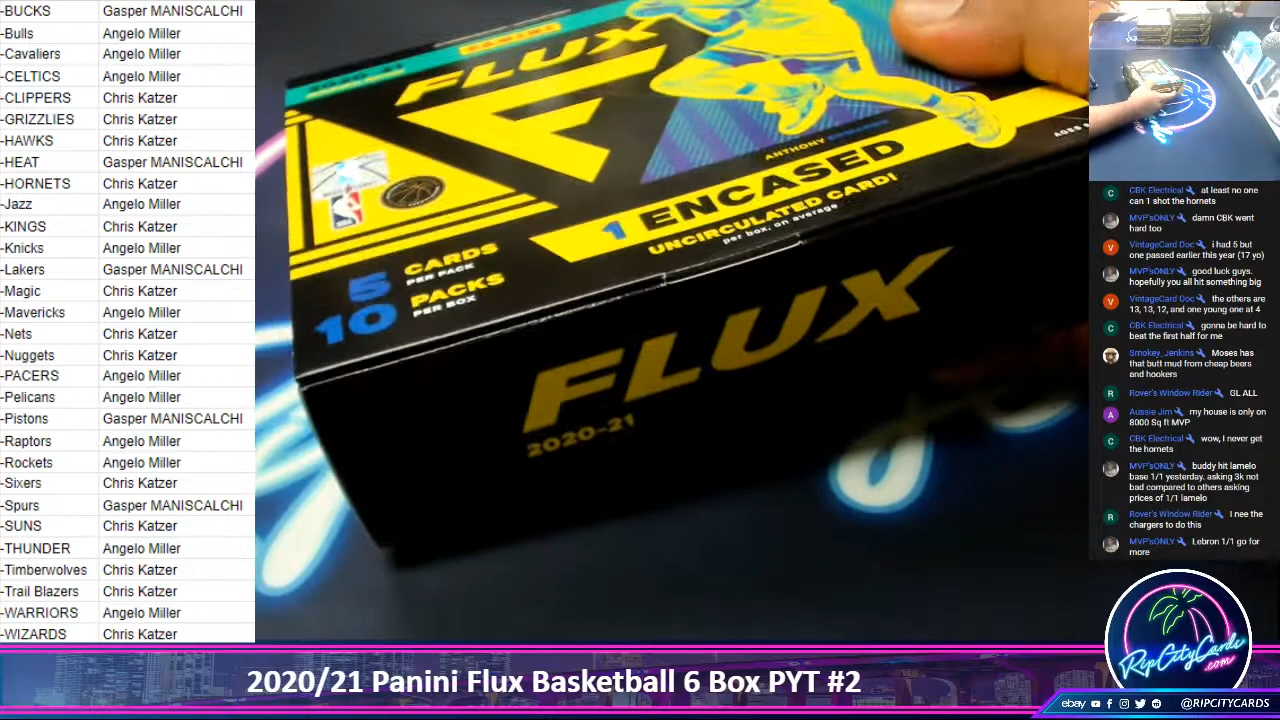 -BUCKS Gasper MANISCALCHI
-Bulls Angelo Miller
-Cavaliers Angelo Miller
-CELTICS Angelo Miller
-CLIPPERS Chris Katzer
-GRIZZLIES Chris Katzer
-HAWKS Chris Katzer
-HEAT Gasper MANISCALCHI
-HORNETS Chris Katzer
-Jazz Angelo Miller
-KINGS Chris Katzer
-Knicks Angelo Miller
-Lakers Gasper MANISCALCHI
-Magic Chris Katzer
-Mavericks Angelo Miller
-Nets Chris Katzer
-Nuggets Chris Katzer
-PACERS Angelo Miller
-Pelicans Angelo Miller
-Pistons Gasper MANISCALCHI
-Raptors Angelo Miller
-Rockets Angelo Miller
-Sixers Chris Katzer
-Spurs Gasper MANISCALCHI
-SUNS Chris Katzer
-THUNDER Angelo Miller
-Timberwolves Chris Katzer
-Trail Blazers Chris Katzer
-WARRIORS Angelo Miller
-WIZARDS Chris Katzer
FLUX
F
NBA
ANTHONY
1 ENCASED
UNCIRCULATED CARD!
per box, on average
AGES
5 CARDS
PER PACK
10 PACKS
PER BOX
FLUX
2020-21
C CBK Electrical at least no one
can 1 shot the hornets
MVP'sONLY damn CBK went
hard too
V VintageCard Doc i had 5 but
one passed earlier this year (17 yo)
MVP'sONLY good luck guys.
hopefully you all hit something big
V VintageCard Doc the others are
13, 13, 12, and one young one at 4
C CBK Electrical gonna be hard to
beat the first half for me
Smokey_Jenkins Moses has
that butt mud from cheap beers
and hookers
R Rover's Window Rider GL ALL
A Aussie Jim my house is only on
8000 Sq ft MVP
C CBK Electrical wow, I never get
the hornets
MVP'sONLY buddy hit lamelo
base 1/1 yesterday. asking 3k not
bad compared to others asking
prices of 1/1 lamelo
R Rover's Window Rider I nee the
chargers to do this
MVP'sONLY Lebron 1/1 go for
more
RipCityCards
.com
2020/21 Panini Flux Basketball 6 Box PYT #2
ebay @RIPCITYCARDS